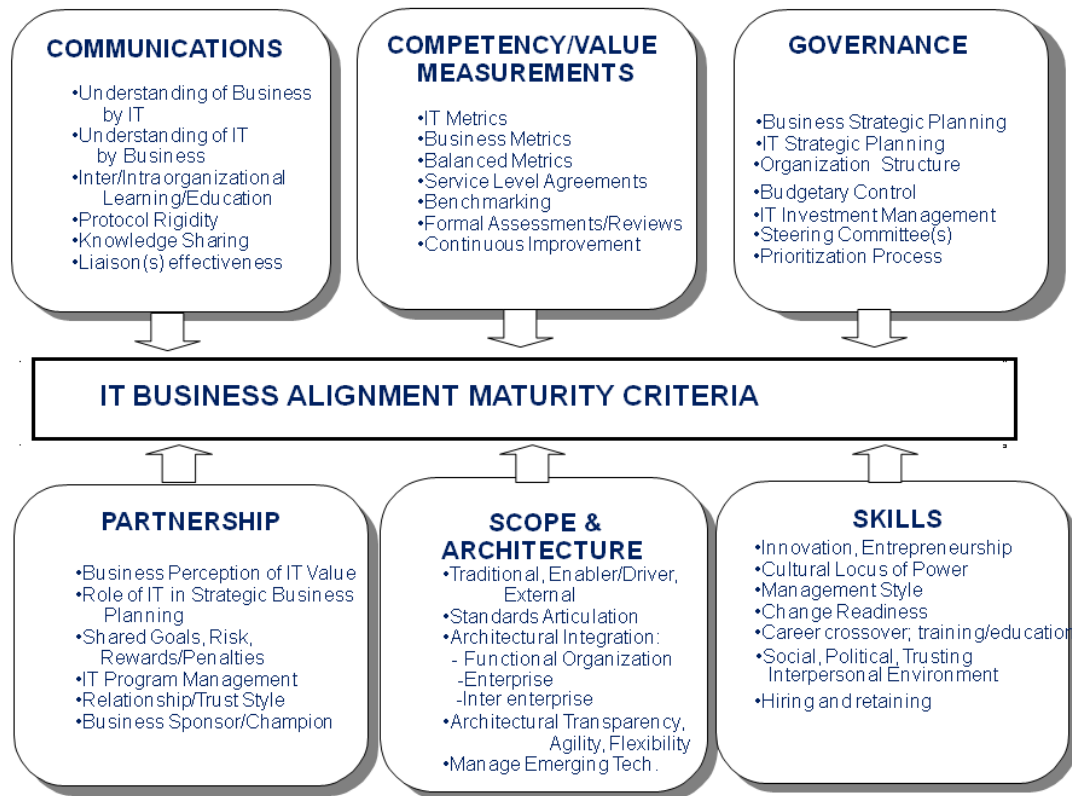 COMMUNICATIONS
•Understanding of Business
by IT
•Understanding of IT
by Business
•Inter/Intraorganizational
Learning/Education
•Protocol Rigidity
•Knowledge Sharing
•Liaison(s) effectiveness
COMPETENCY/VALUE
MEASUREMENTS
•IT Metrics
•Business Metrics
•Balanced Metrics
•Service Level Agreements
•Benchmarking
•Formal Assessments/Reviews
•Continuous Improvement
GOVERNANCE
•Business Strategic Planning
•IT Strategic Planning
•Organization Structure
•Budgetary Control
•IT Investment Management
•Steering Committee(s)
•Prioritization Process
IT BUSINESS ALIGNMENT MATURITY CRITERIA
PARTNERSHIP
•Business Perception of IT Value
•Role of IT in Strategic Business
Planning
•Shared Goals, Risk,
Rewards/Penalties
•IT Program Management
•Relationship/Trust Style
•Business Sponsor/Champion
SCOPE &
ARCHITECTURE
•Traditional, Enabler/Driver,
External
•Standards Articulation
•Architectural Integration:
- Functional Organization
-Enterprise
-Inter enterprise
•Architectural Transparency,
Agility, Flexibility
•Manage Emerging Tech.
SKILLS
•Innovation, Entrepreneurship
•Cultural Locus of Power
•Management Style
•Change Readiness
•Career crossover; training/education
•Social, Political, Trusting
Interpersonal Environment
•Hiring and retaining